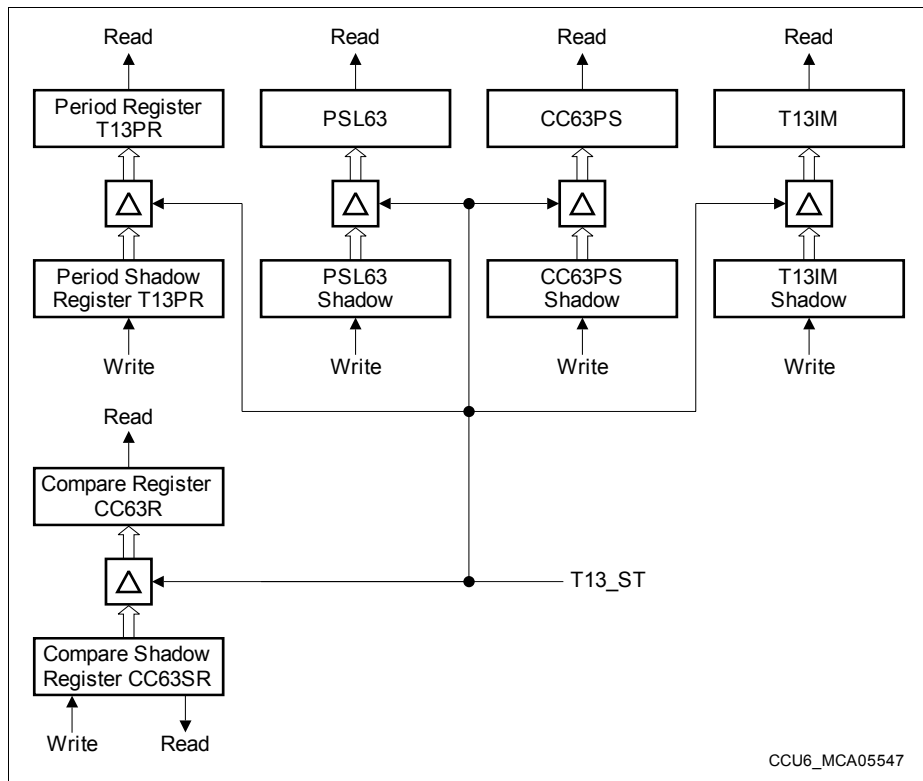 Read
Read
Read
Read
Period Register
T13PR
PSL63
CC63PS
T13IM
Period Shadow
Register T13PR
PSL63
Shadow
CC63PS
Shadow
T13IM
Shadow
Write
Write
Write
Write
Read
Compare Register
CC63R
T13_ST
Compare Shadow
Register CC63SR
Write
Read
CCU6_MCA05547